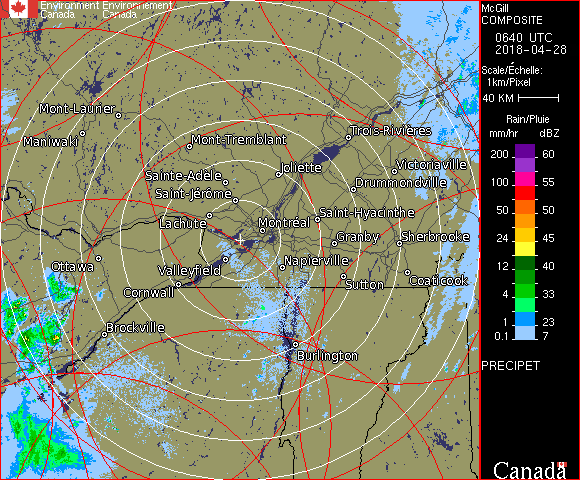 Environment Environnement
Canada Canada
McGill
COMPOSITE
0640 UTC
2018-04-28
Scale/Échelle:
1km/Pixel
40 KM
Rain/Pluie
mm/hr dBZ
200 60
100 55
50 50
24 45
12 40
4 33
1 23
0.1 7
PRECIPET
Canada
Mont-Laurier
Maniwaki
Mont-Tremblant
Trois-Rivières
Sainte-Adèle
Joliette
Victoriaville
Saint-Jérôme
Drummondville
Lachute
Montréal
Saint-Hyacinthe
Granby
Sherbrooke
Ottawa
Valleyfield
Napierville
Cornwall
Sutton
Coaticook
Brockville
Burlington